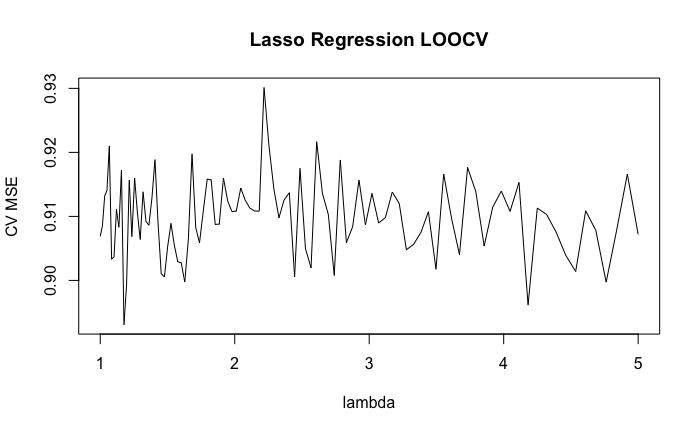 Lasso Regression LOOCV
CV MSE
0.93
0.92
0.91
0.90
1 2 3 4 5
lambda